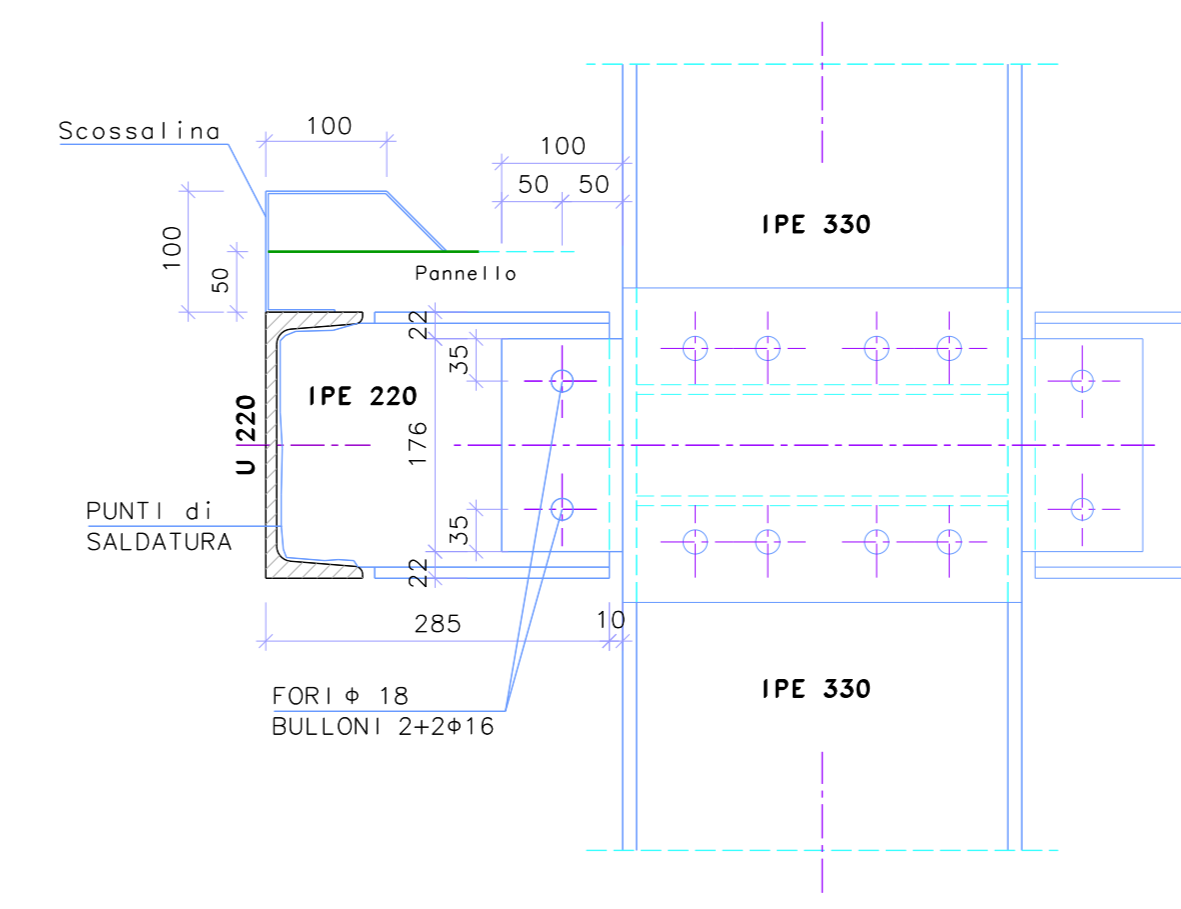 Scossalina
100
100
50
50
IPE 330
100
50
Pannello
22
35
IPE 220
U 220
176
PUNTI di
SALDATURA
35
22
285
10
FORI Φ 18
BULLONI 2+2Φ16
IPE 330